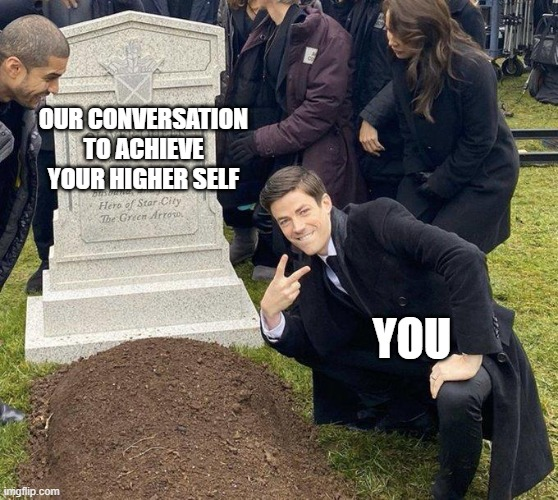 OUR CONVERSATION
TO ACHIEVE
YOUR HIGHER SELF
Hero of Star City
The Green Arrow.
YOU
imgflip.com